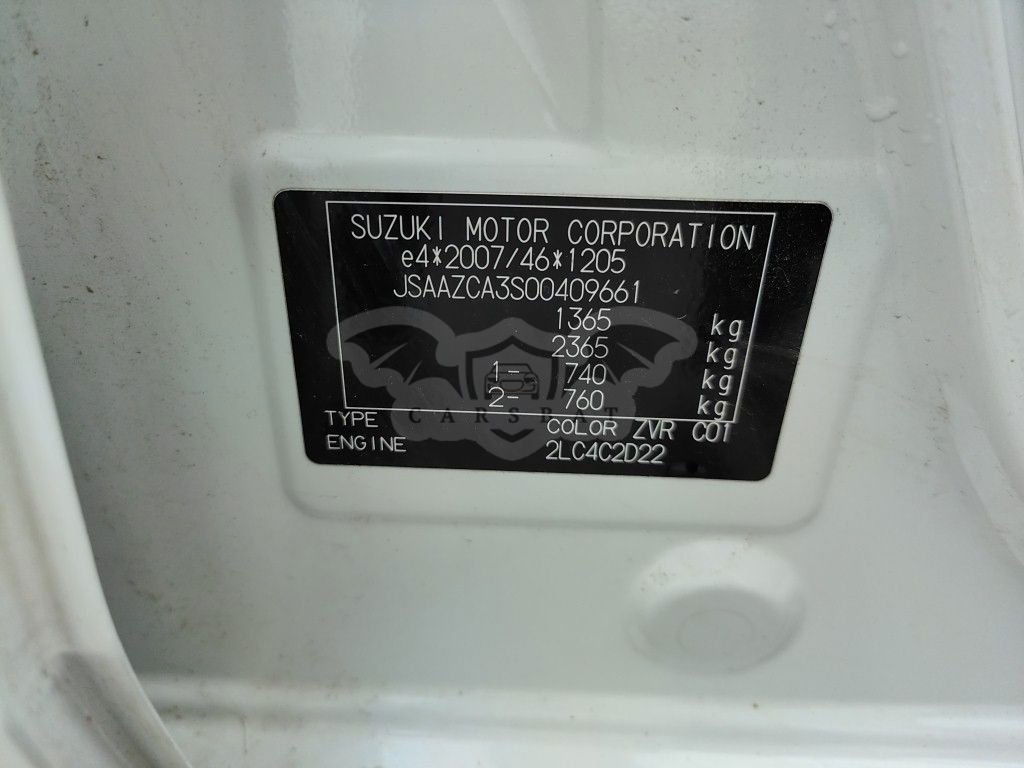 SUZUKI MOTOR CORPORATION
e4*2007/46*1205
JSAAZCA3S00409661
1365 kg
2365 kg
1- 740 kg
2- 760 kg
CARSBAT
TYPE COLOR ZVR C01
ENGINE 2LC4C2D22